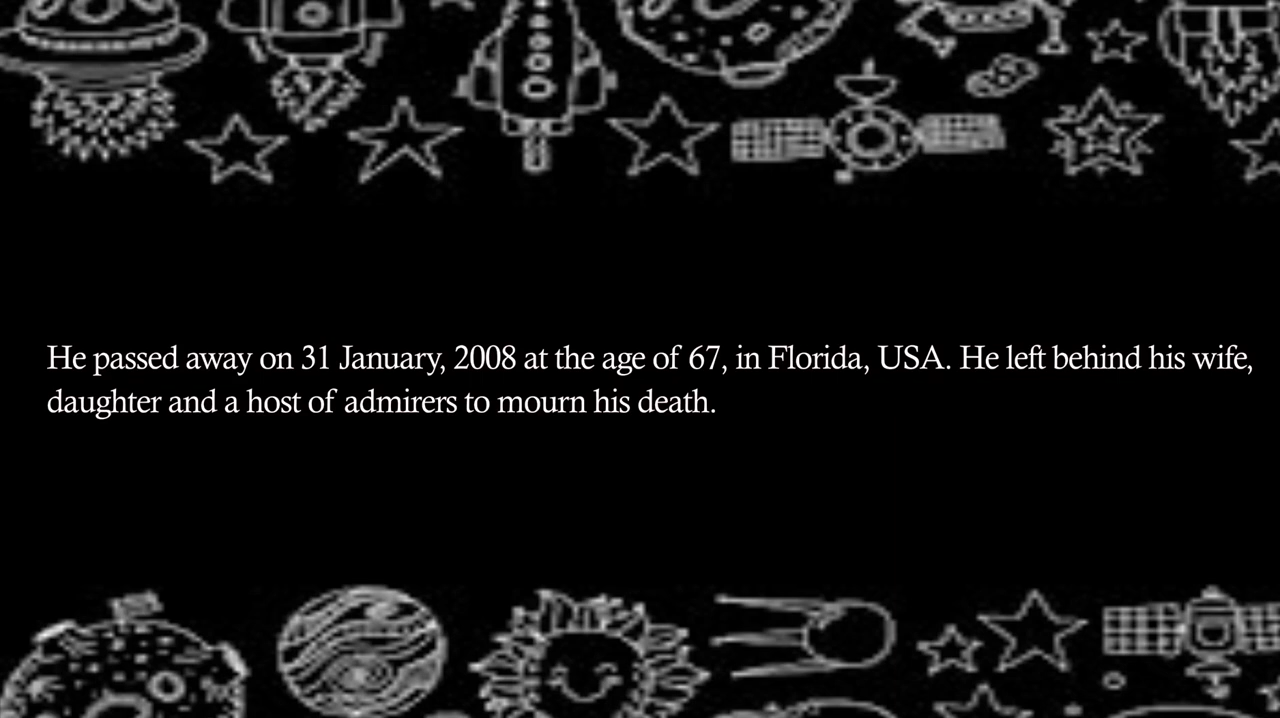 He passed away on 31 January, 2008 at the age of 67, in Florida, USA. He left behind his wife,
daughter and a host of admirers to mourn his death.